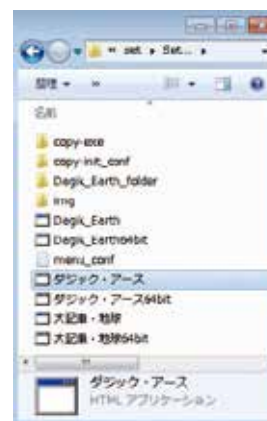 set ▸ Set... ▸
整理 ▾ »
名前
copy-exe
copy-init_conf
Dagik_Earth_folder
img
Dagik_Earth
Dagik_Earth64bit
menu_conf
ダジック・アース
ダジック・アース64bit
大記車・地球
大記車・地球64bit
ダジック・アース
HTML アプリケーション